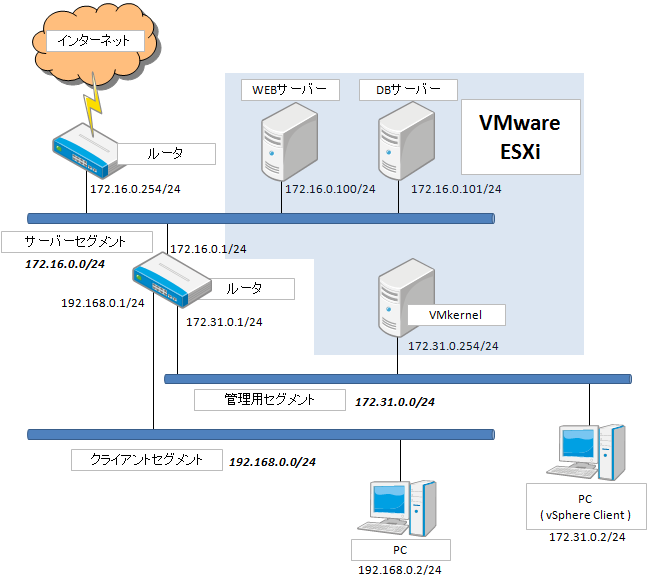 インターネット
WEBサーバー
DBサーバー
VMware
ESXi
ルータ
172.16.0.254/24
172.16.0.100/24
172.16.0.101/24
サーバーセグメント
172.16.0.0/24
172.16.0.1/24
ルータ
192.168.0.1/24
172.31.0.1/24
VMkernel
172.31.0.254/24
管理用セグメント
172.31.0.0/24
クライアントセグメント
192.168.0.0/24
PC
( vSphere Client )
172.31.0.2/24
PC
192.168.0.2/24